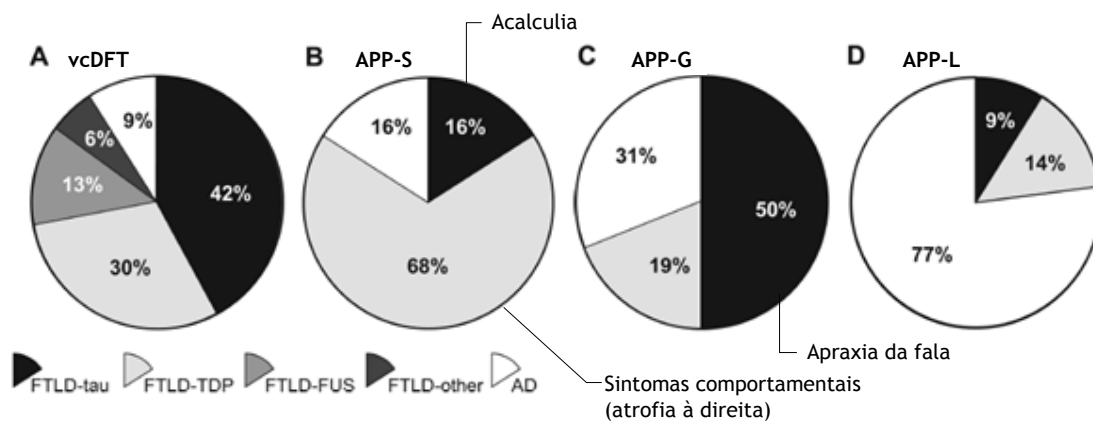 Acalculia
A vcDFT
B APP-S
C APP-G
D APP-L
9%
6%
13%
42%
30%
16%
16%
68%
31%
50%
19%
9%
14%
77%
Apraxia da fala
FTLD-tau
FTLD-TDP
FTLD-FUS
FTLD-other
AD
Sintomas comportamentais
(atrofia à direita)